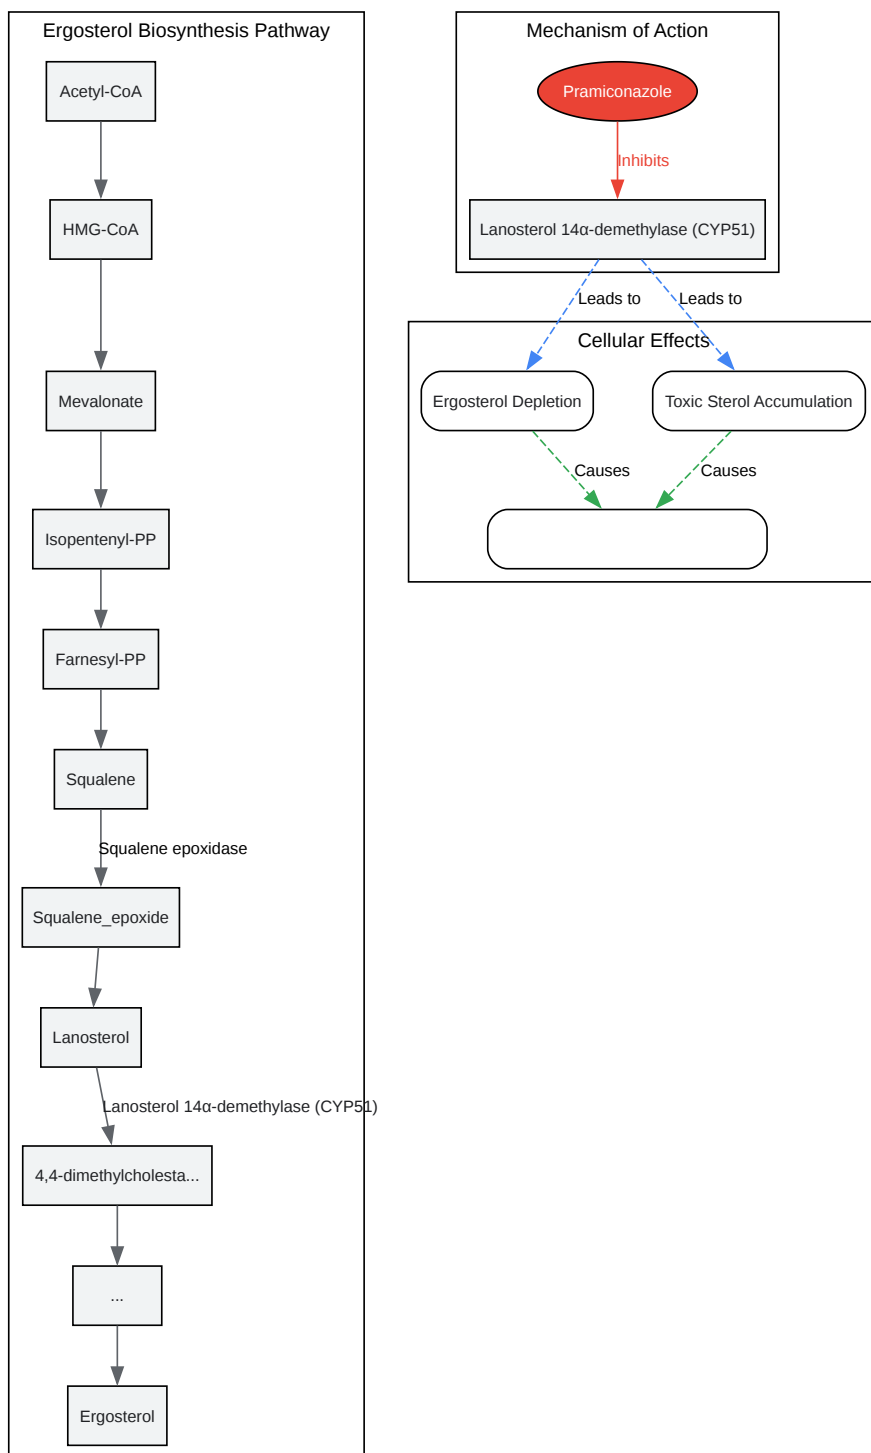 Ergosterol Biosynthesis Pathway
Acetyl-CoA
HMG-CoA
Mevalonate
Isopentenyl-PP
Farnesyl-PP
Squalene
Squalene epoxidase
Squalene_epoxide
Lanosterol
Lanosterol 14α-demethylase (CYP51)
4,4-dimethylcholesta...
...
Ergosterol
Mechanism of Action
Pramiconazole
Inhibits
Lanosterol 14α-demethylase (CYP51)
Leads to
Leads to
Cellular Effects
Ergosterol Depletion
Toxic Sterol Accumulation
Causes
Causes